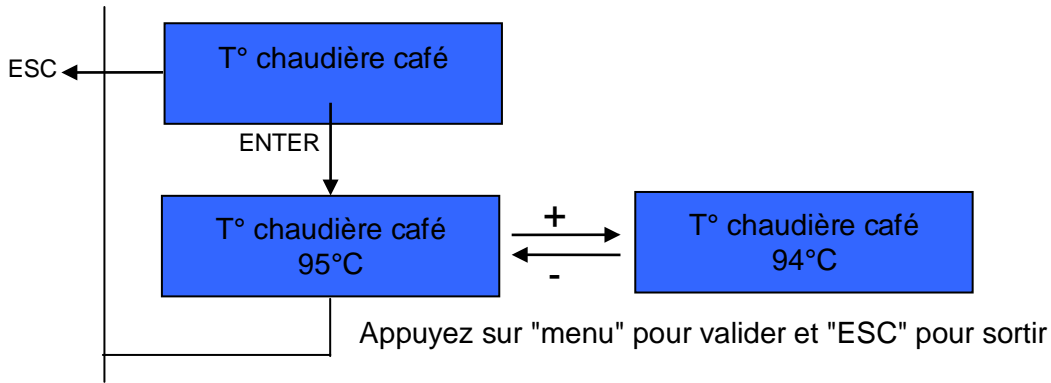 T° chaudière café
ESC
ENTER
T° chaudière café
95°C
+
-
T° chaudière café
94°C
Appuyez sur "menu" pour valider et "ESC" pour sortir